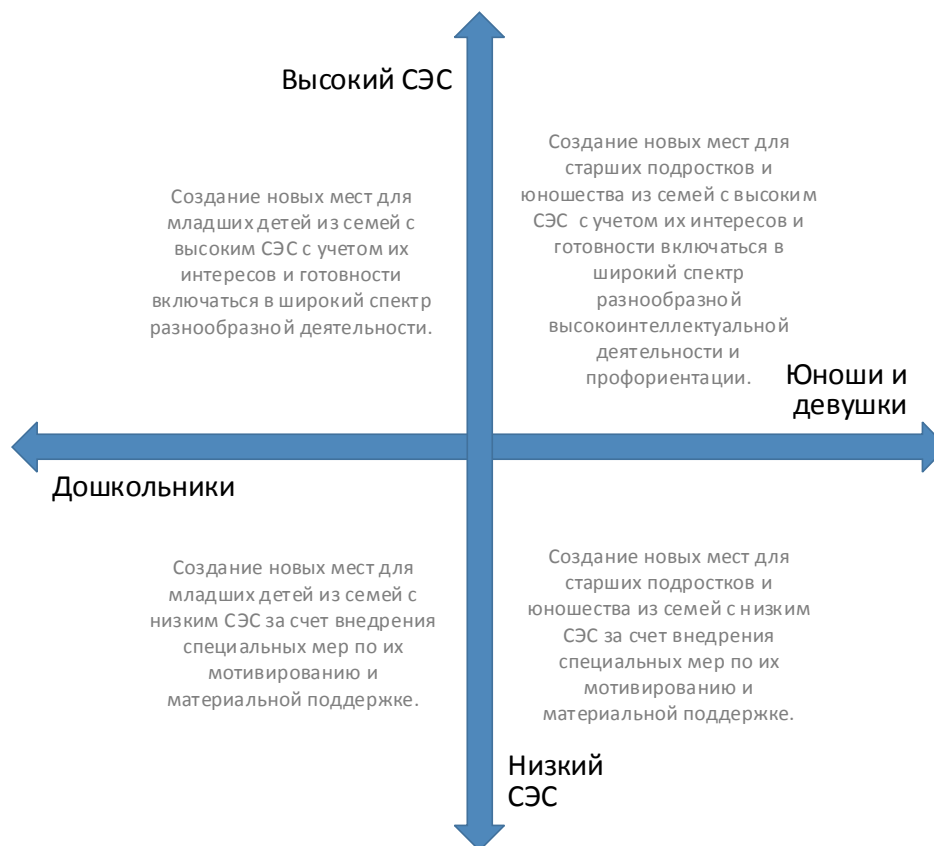 Высокий СЭС
Создание новых мест для
младших детей из семей с
высоким СЭС с учетом их
интересов и готовности
включаться в широкий спектр
разнообразной деятельности.
Создание новых мест для
старших подростков и
юношества из семей с высоким
СЭС с учетом их интересов и
готовности включаться в
широкий спектр
разнообразной
высокоинтеллектуальной
деятельности и
профориентации.
Юноши и
девушки
Дошкольники
Создание новых мест для
младших детей из семей с
низким СЭС за счет внедрения
специальных мер по их
мотивированию и
материальной поддержке.
Создание новых мест для
старших подростков и
юношества из семей с низким
СЭС за счет внедрения
специальных мер по их
мотивированию и
материальной поддержке.
Низкий
СЭС